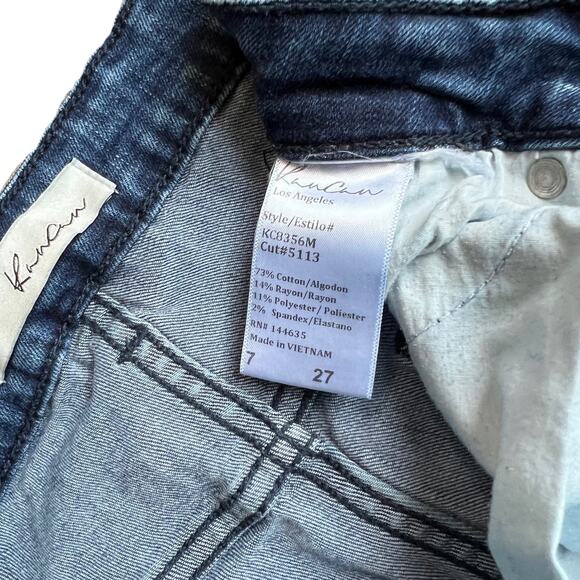 KanCan
KanCan
Los Angeles
Style/Estilo#
KC8356M
Cut#5113
73% Cotton/Algodon
14% Rayon/Rayon
11% Polyester / Poliester
2%  Spandex/Elastano
RN# 144635
Made in VIETNAM
7 27